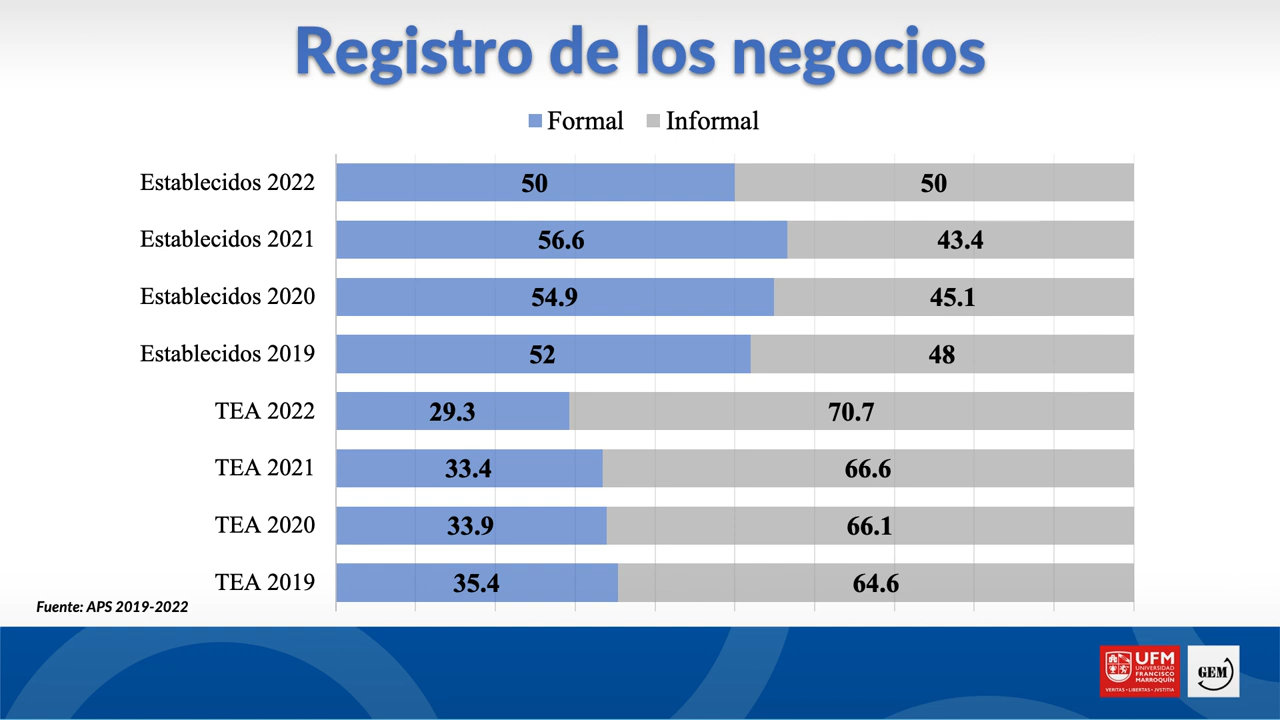 Registro de los negocios
Formal Informal
Establecidos 2022 50 50
Establecidos 2021 56.6 43.4
Establecidos 2020 54.9 45.1
Establecidos 2019 52 48
TEA 2022 29.3 70.7
TEA 2021 33.4 66.6
TEA 2020 33.9 66.1
TEA 2019 35.4 64.6
Fuente: APS 2019-2022
UFM
UNIVERSIDAD
FRANCISCO
MARROQUÍN
VERITAS • LIBERTAS • JVSTITIA
GEM